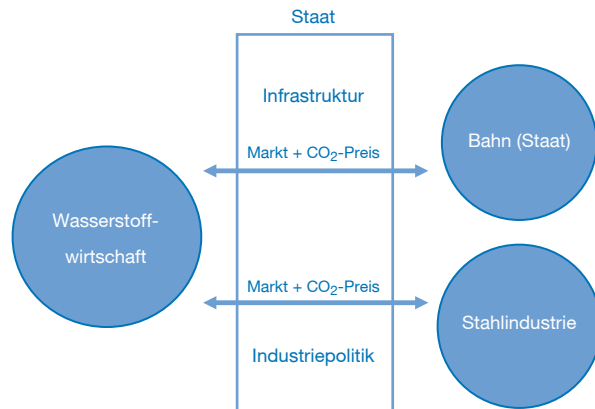 Staat
Infrastruktur
Bahn (Staat)
Markt + CO₂-Preis
Wasserstoff-
wirtschaft
Markt + CO₂-Preis
Stahlindustrie
Industriepolitik